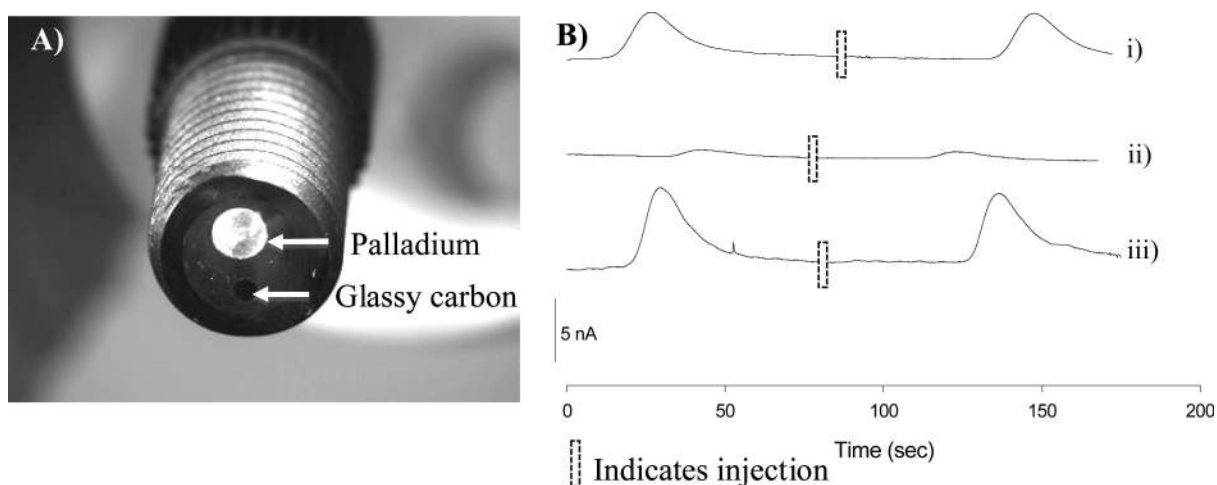 A)
Palladium
Glassy carbon
B)
i)
ii)
iii)
5 nA
0 50 100 150 200
Time (sec)
Indicates injection